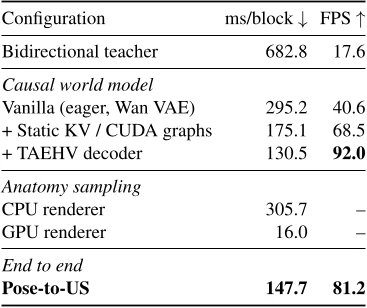 Configuration ms/block ↓ FPS ↑
Bidirectional teacher 682.8 17.6
Causal world model
Vanilla (eager, Wan VAE) 295.2 40.6
+ Static KV / CUDA graphs 175.1 68.5
+ TAEHV decoder 130.5 92.0
Anatomy sampling
CPU renderer 305.7 –
GPU renderer 16.0 –
End to end
Pose-to-US 147.7 81.2